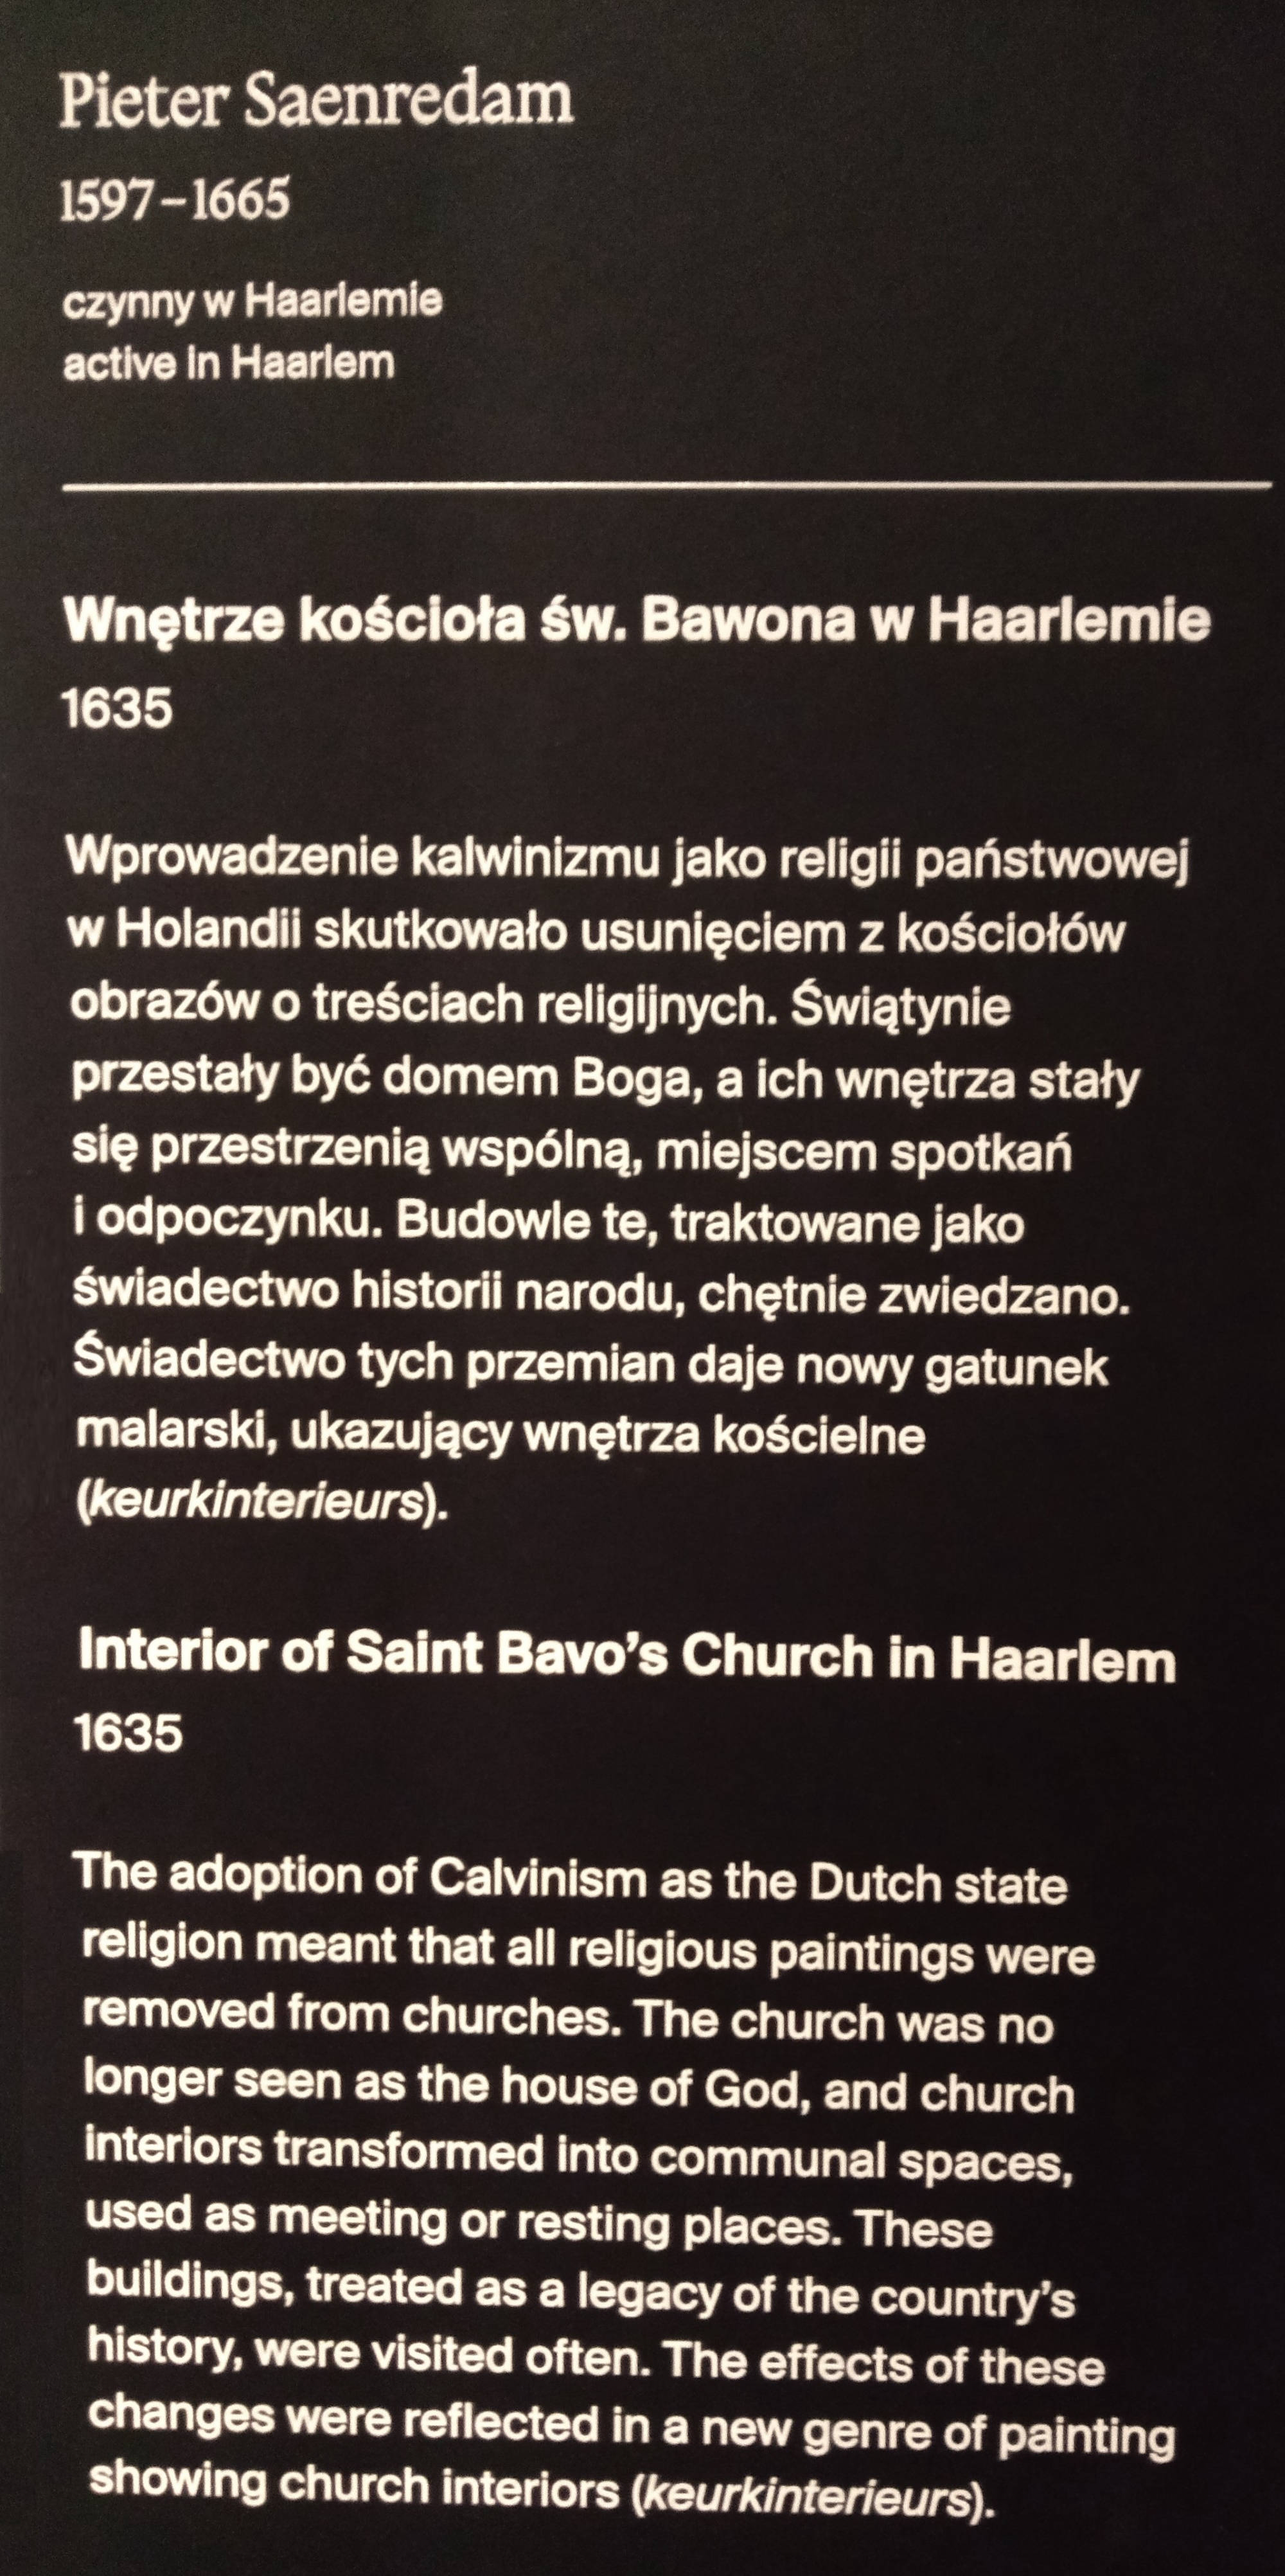 Pieter Saenredam
1597–1665
czynny w Haarlemie
active in Haarlem
Wnętrze kościoła św. Bawona w Haarlemie
1635
Wprowadzenie kalwinizmu jako religii państwowej
w Holandii skutkowało usunięciem z kościołów
obrazów o treściach religijnych. Świątynie
przestały być domem Boga, a ich wnętrza stały
się przestrzenią wspólną, miejscem spotkań
i odpoczynku. Budowle te, traktowane jako
świadectwo historii narodu, chętnie zwiedzano.
Świadectwo tych przemian daje nowy gatunek
malarski, ukazujący wnętrza kościelne
(keurkinterieurs).
Interior of Saint Bavo’s Church in Haarlem
1635
The adoption of Calvinism as the Dutch state
religion meant that all religious paintings were
removed from churches. The church was no
longer seen as the house of God, and church
interiors transformed into communal spaces,
used as meeting or resting places. These
buildings, treated as a legacy of the country’s
history, were visited often. The effects of these
changes were reflected in a new genre of painting
showing church interiors (keurkinterieurs).